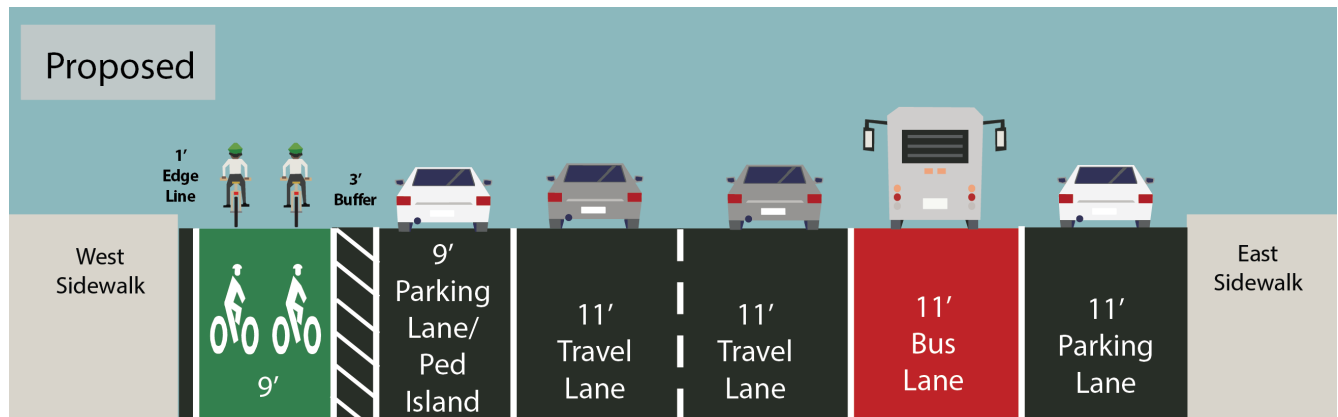 Proposed
1’
Edge
Line
3’
Buffer
West
Sidewalk
9’
9’
Parking
Lane/
Ped
Island
11’
Travel
Lane
11’
Travel
Lane
11’
Bus
Lane
11’
Parking
Lane
East
Sidewalk